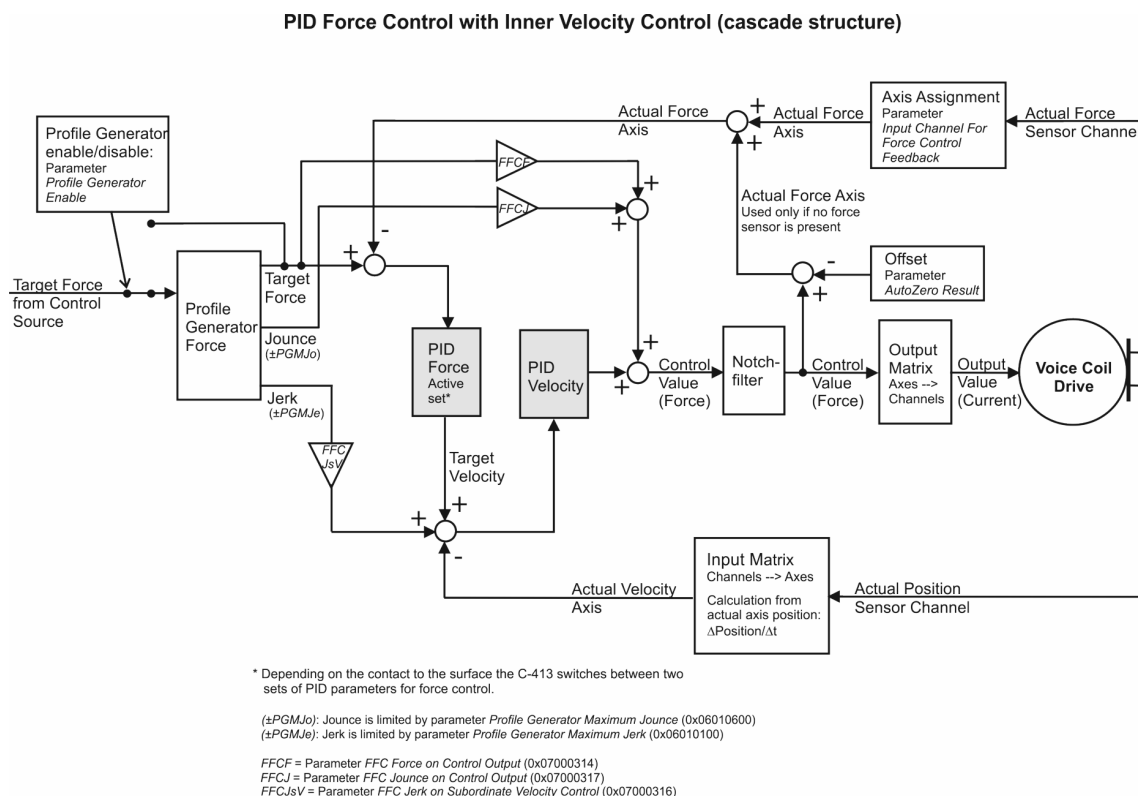 PID Force Control with Inner Velocity Control (cascade structure)
Profile Generator
enable/disable:
Parameter
Profile Generator
Enable
Actual Force
Axis
+
+
Actual Force
Axis
Axis Assignment
Parameter
Input Channel For
Force Control
Feedback
Actual Force
Sensor Channel
FFCF
+
FFCJ
+
Actual Force Axis
Used only if no force
sensor is present
-
+
Target Force
from Control
Source
Profile
Generator
Force
Target
Force
-
+
Offset
Parameter
AutoZero Result
Jounce
(±PGMJo)
PID
Force
Active
set*
PID
Velocity
+
+
Control
Value
(Force)
Notch-
filter
Control
Value
(Force)
Output
Matrix
Axes -->
Channels
Output
Value
(Current)
Voice Coil
Drive
Jerk
(±PGMJe)
FFC
JsV
Target
Velocity
+
+
-
Actual Velocity
Axis
Input Matrix
Channels --> Axes
Calculation from
actual axis position:
ΔPosition/Δt
Actual Position
Sensor Channel
* Depending on the contact to the surface the C-413 switches between two
sets of PID parameters for force control.
(±PGMJo): Jounce is limited by parameter Profile Generator Maximum Jounce (0x06010600)
(±PGMJe): Jerk is limited by parameter Profile Generator Maximum Jerk (0x06010100)
FFCF = Parameter FFC Force on Control Output (0x07000314)
FFCJ = Parameter FFC Jounce on Control Output (0x07000317)
FFCJsV = Parameter FFC Jerk on Subordinate Velocity Control (0x07000316)